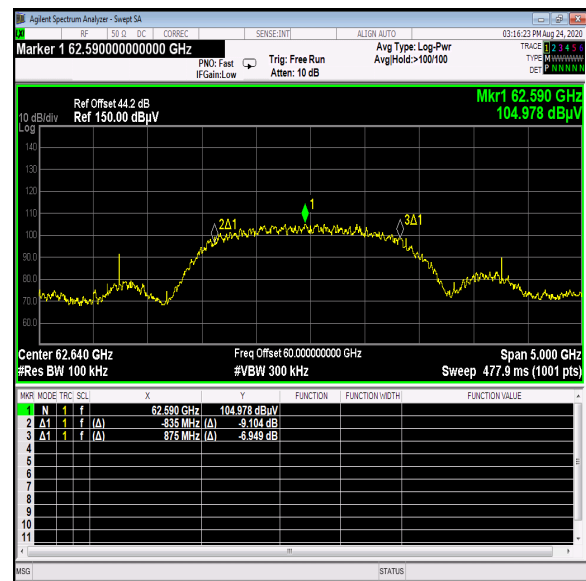 Agilent Spectrum Analyzer - Swept SA
RF 50 Ω DC CORREC SENSE:INT ALIGN AUTO 03:16:23 PM Aug 24, 2020
Marker 1 62.590000000000 GHz
PNO: Fast
IFGain:Low
Trig: Free Run
Atten: 10 dB
Avg Type: Log-Pwr
Avg|Hold:>100/100
TRACE 1 2 3 4 5 6
TYPE M WWWWW
DET P NNNNN
Mkr1 62.590 GHz
104.978 dBµV
Ref Offset 44.2 dB
10 dB/div Ref 150.00 dBµV
Log
140
130
120
110
100
90.0
80.0
70.0
60.0
1
2Δ1
3Δ1
Center 62.640 GHz Freq Offset 60.000000000 GHz Span 5.000 GHz
#Res BW 100 kHz #VBW 300 kHz Sweep 477.9 ms (1001 pts)
MKR MODE TRC SCL X Y FUNCTION FUNCTION WIDTH FUNCTION VALUE
1 N 1 f 62.590 GHz 104.978 dBµV
2 Δ1 1 f (Δ) -835 MHz (Δ) -9.104 dB
3 Δ1 1 f (Δ) 875 MHz (Δ) -6.949 dB
4
5
6
7
8
9
10
11
MSG STATUS